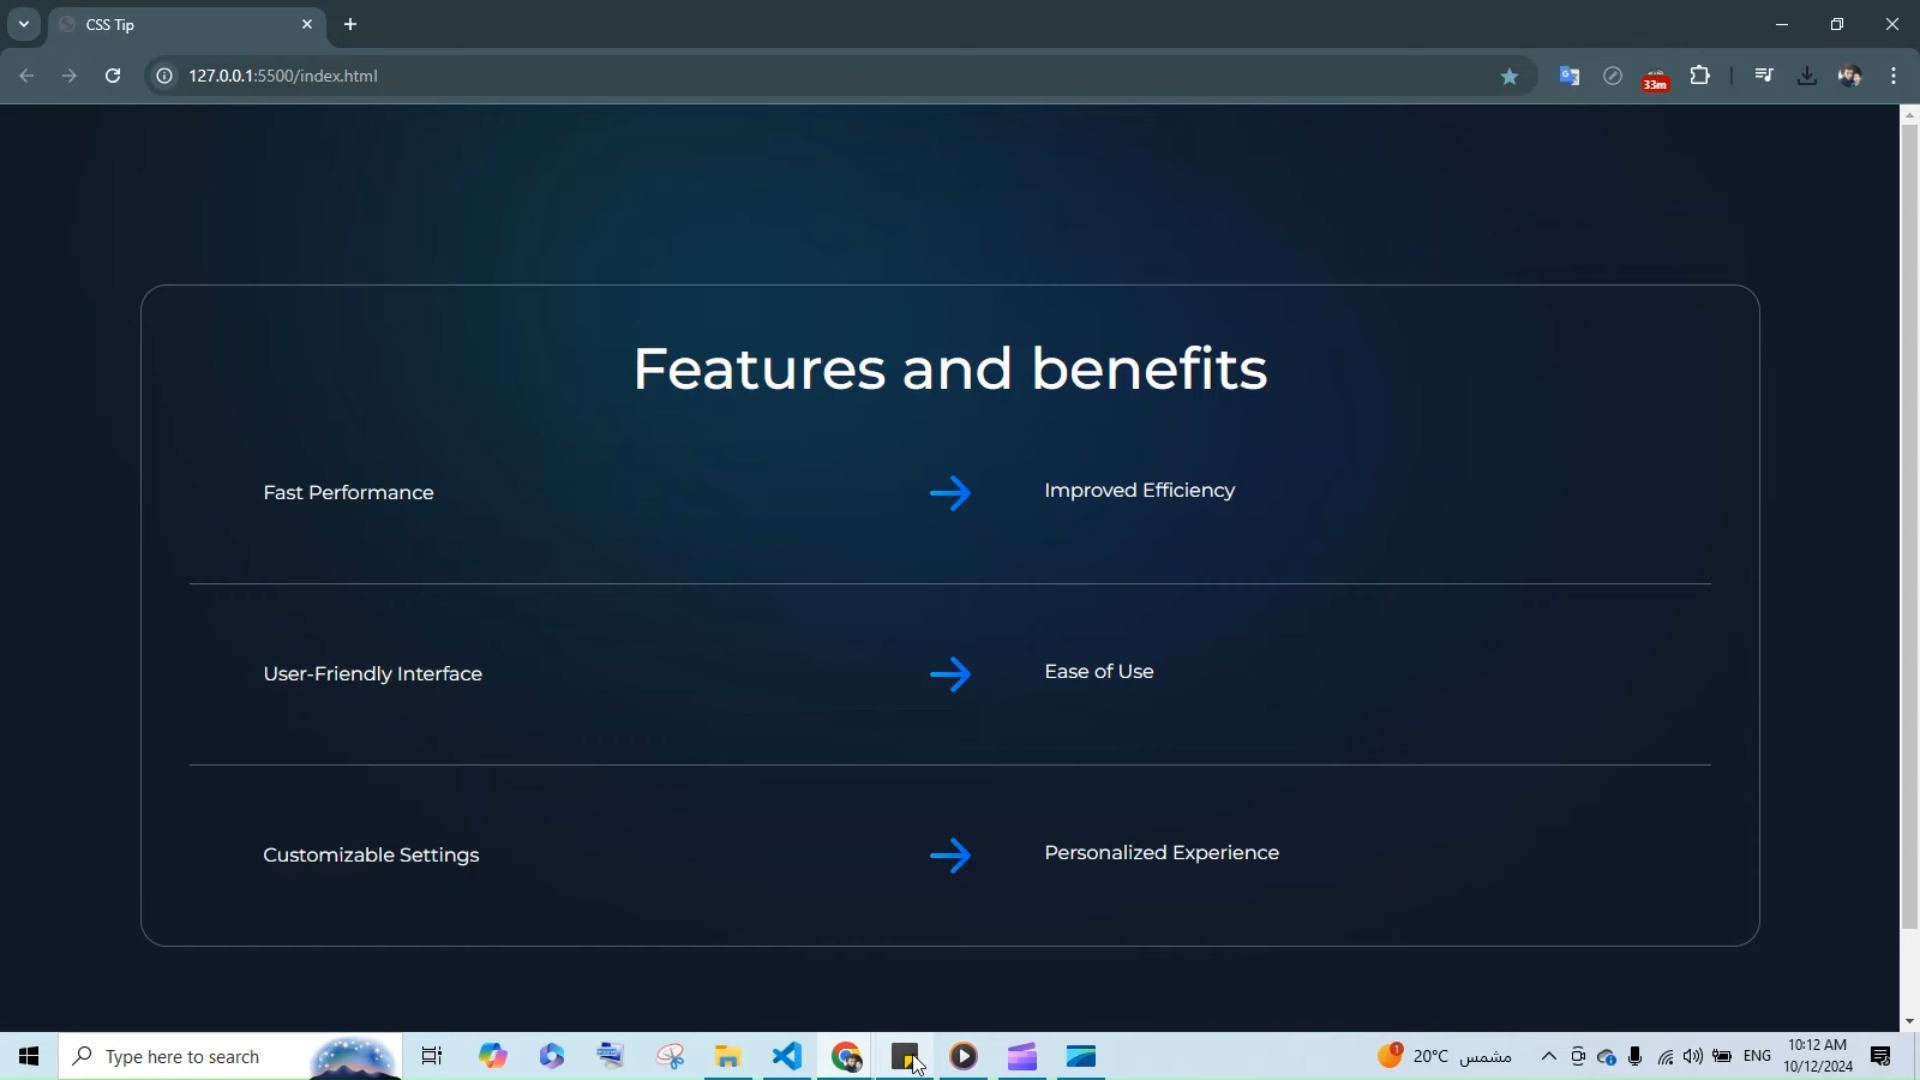 CSS Tip
127.0.0.1:5500/index.html
33m
Features and benefits
Fast Performance
Improved Efficiency
User-Friendly Interface
Ease of Use
Customizable Settings
Personalized Experience
Type here to search
1
20°C مشمس
ENG
10:12 AM
10/12/2024